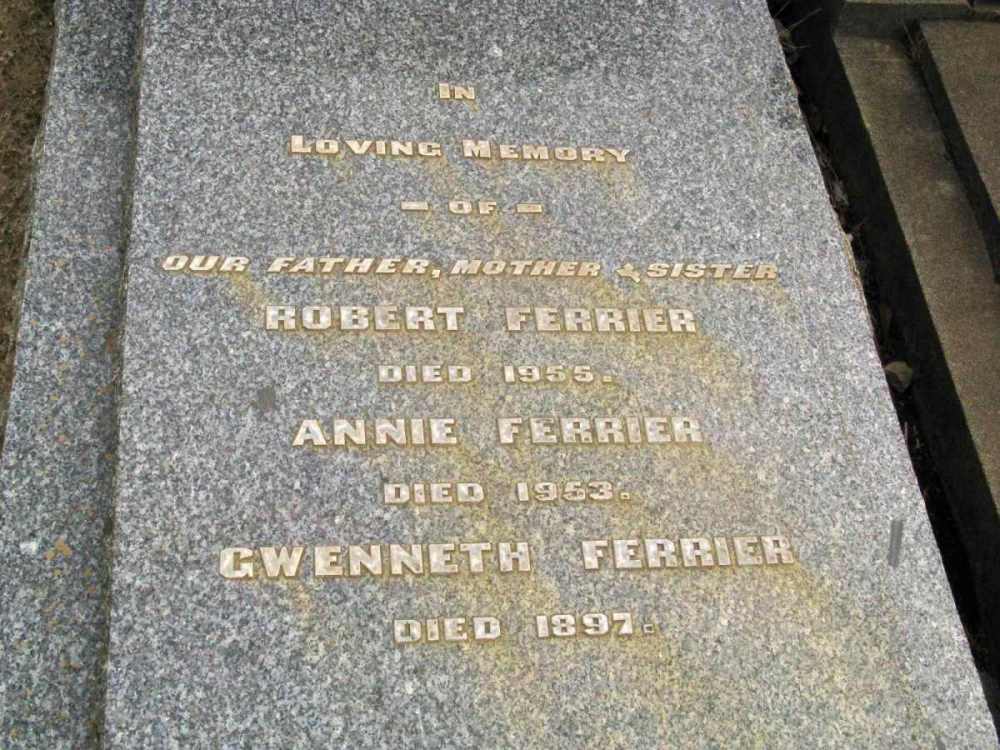 IN
LOVING MEMORY
– OF –
OUR FATHER, MOTHER & SISTER
ROBERT FERRIER
DIED 1955.
ANNIE FERRIER
DIED 1953.
GWENNETH FERRIER
DIED 1897.